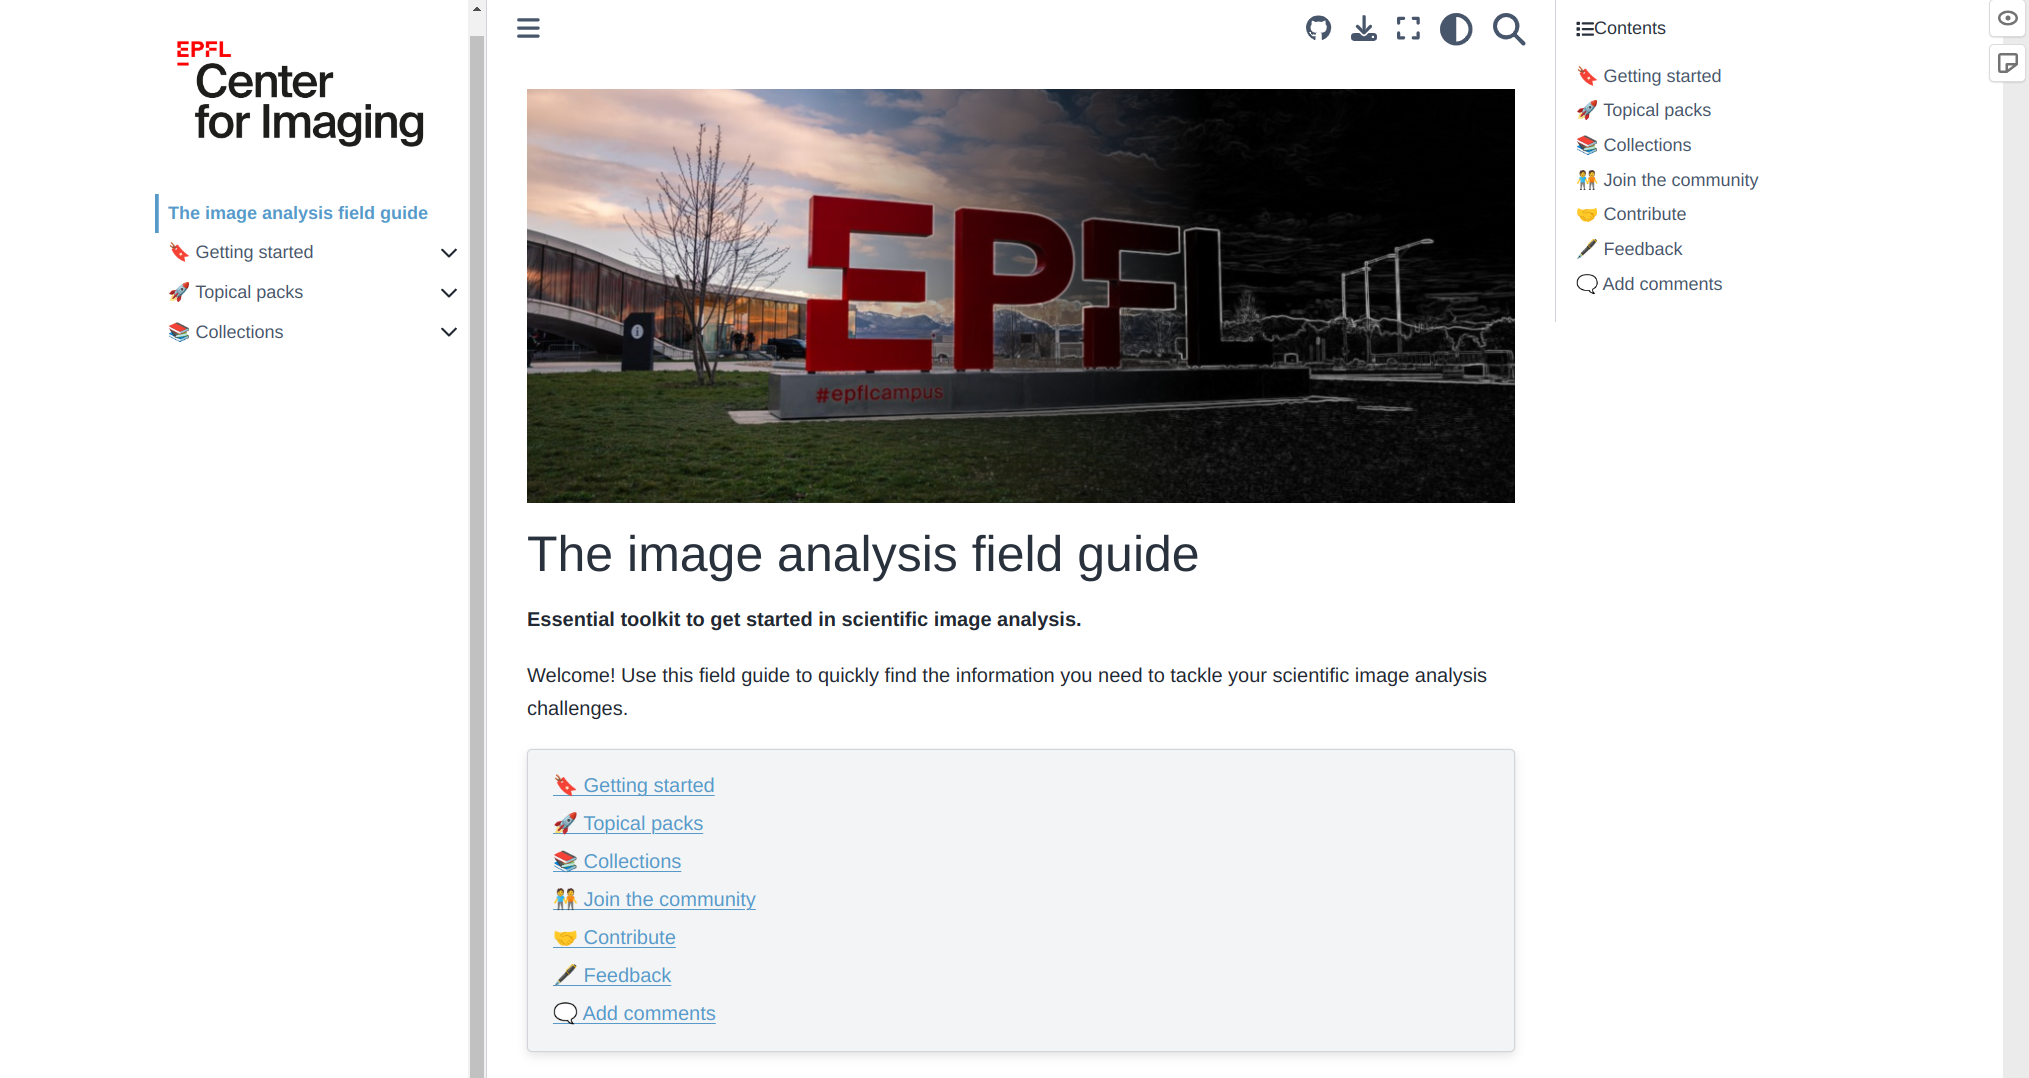 EPFL
Center
for Imaging
The image analysis field guide
🔖 Getting started
🚀 Topical packs
📚 Collections
EPFL
#epflcampus
The image analysis field guide
Essential toolkit to get started in scientific image analysis.
Welcome! Use this field guide to quickly find the information you need to tackle your scientific image analysis
challenges.
🔖 Getting started
🚀 Topical packs
📚 Collections
🧑‍🤝‍🧑 Join the community
🤝 Contribute
🖋️ Feedback
🗨️ Add comments
Contents
🔖 Getting started
🚀 Topical packs
📚 Collections
🧑‍🤝‍🧑 Join the community
🤝 Contribute
🖋️ Feedback
🗨️ Add comments